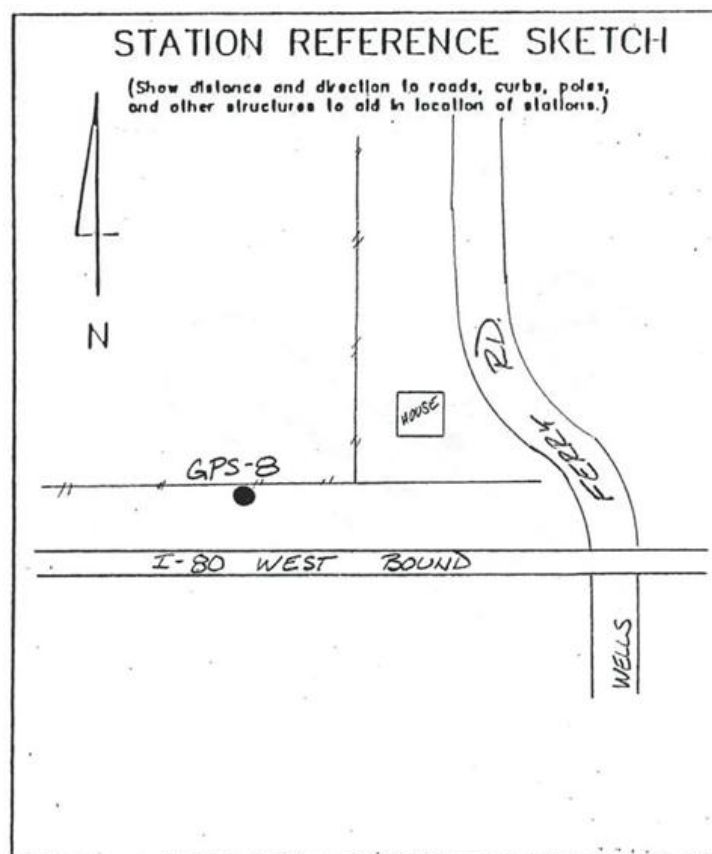 STATION REFERENCE SKETCH
(Show distance and direction to roads, curbs, poles,
and other structures to aid in location of stations.)
N
RD.
HOUSE
FERRY
GPS-8
I-80 WEST BOUND
WELLS